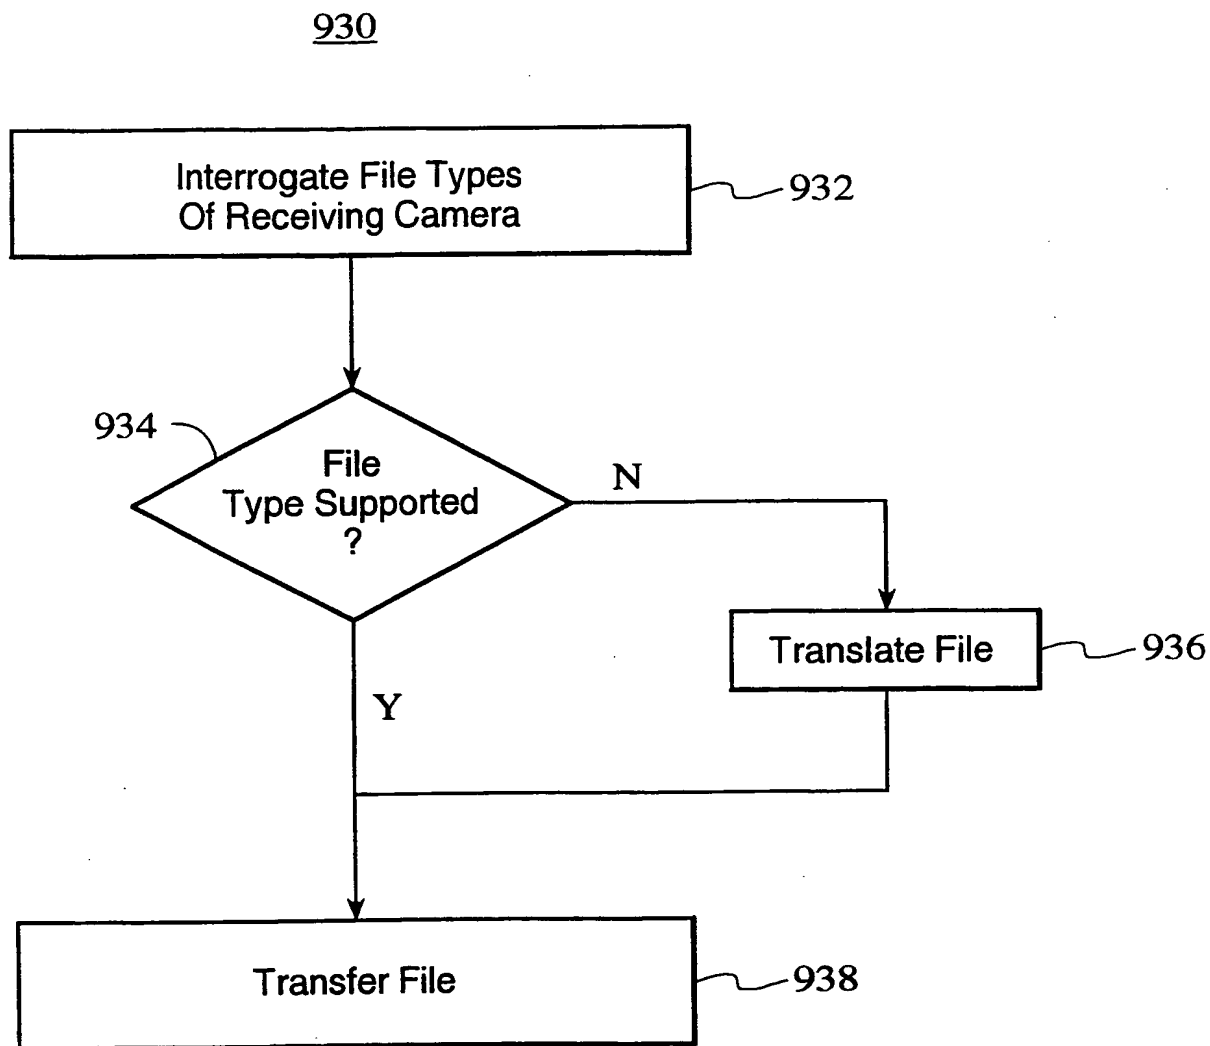 930
Interrogate File Types
Of Receiving Camera
932
934
File
Type Supported
?
N
Translate File
936
Y
Transfer File
938